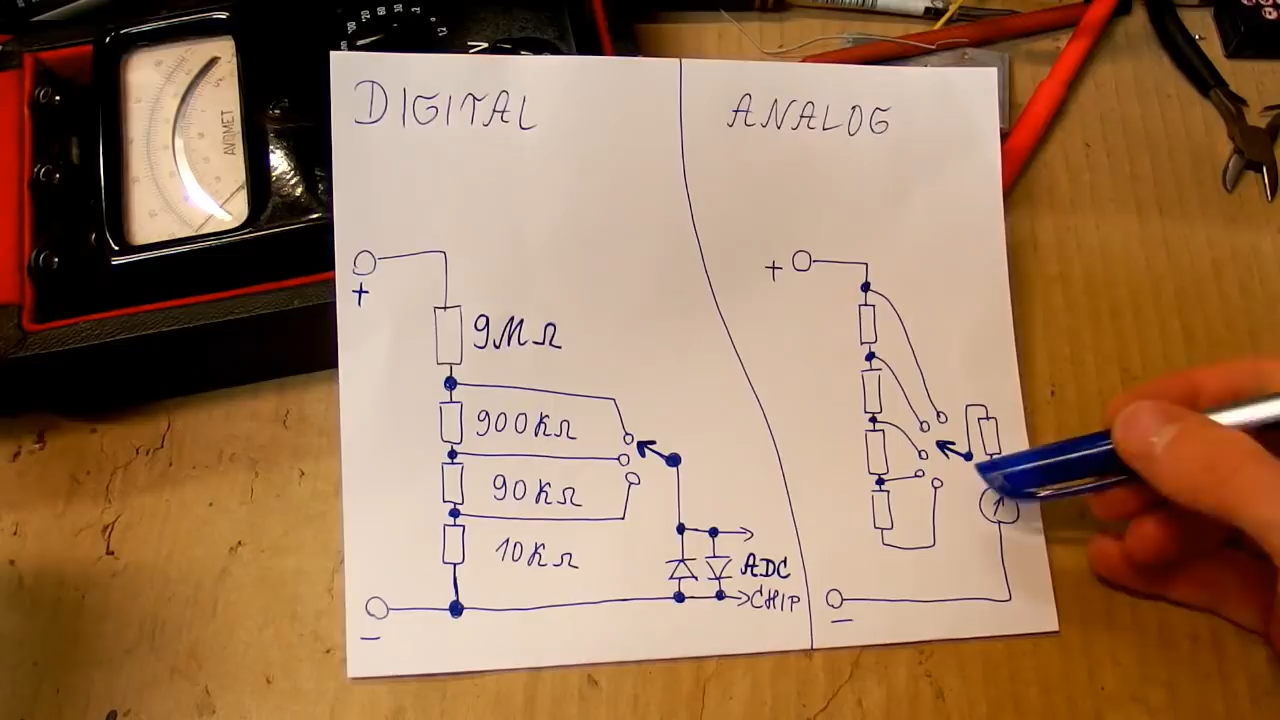 DIGITAL
ANALOG
+
9MΩ
900KΩ
90KΩ
10KΩ
ADC
CHIP
−
+
−
AVOMET
V